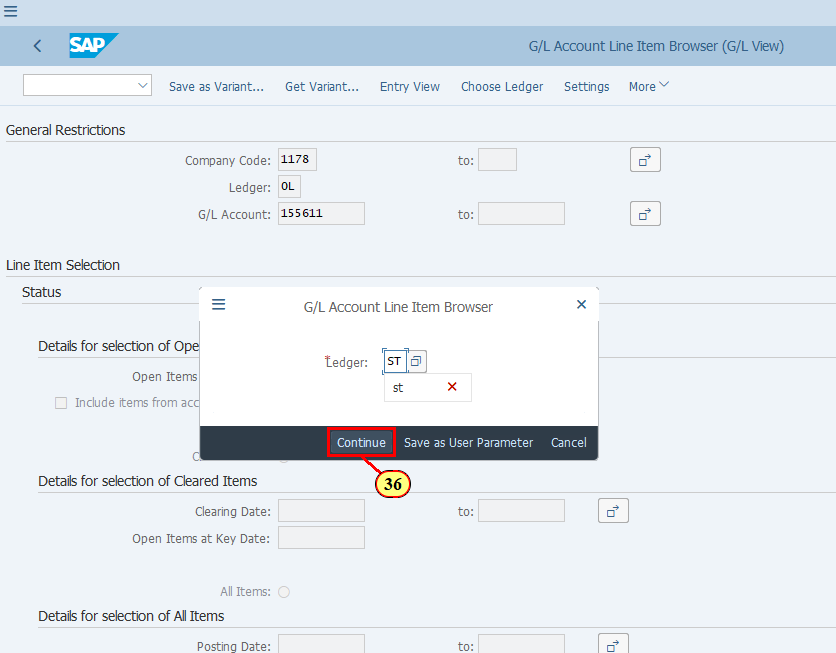 SAP
G/L Account Line Item Browser (G/L View)
Save as Variant... Get Variant... Entry View Choose Ledger Settings More
General Restrictions
Company Code: 1178 to:
Ledger: 0L
G/L Account: 155611 to:
Line Item Selection
Status
G/L Account Line Item Browser
Details for selection of Ope
*Ledger: ST
Open Items
st
Include items from acc
Continue Save as User Parameter Cancel
Details for selection of Cleared Items
36
Clearing Date: to:
Open Items at Key Date:
All Items:
Details for selection of All Items
Posting Date: to: